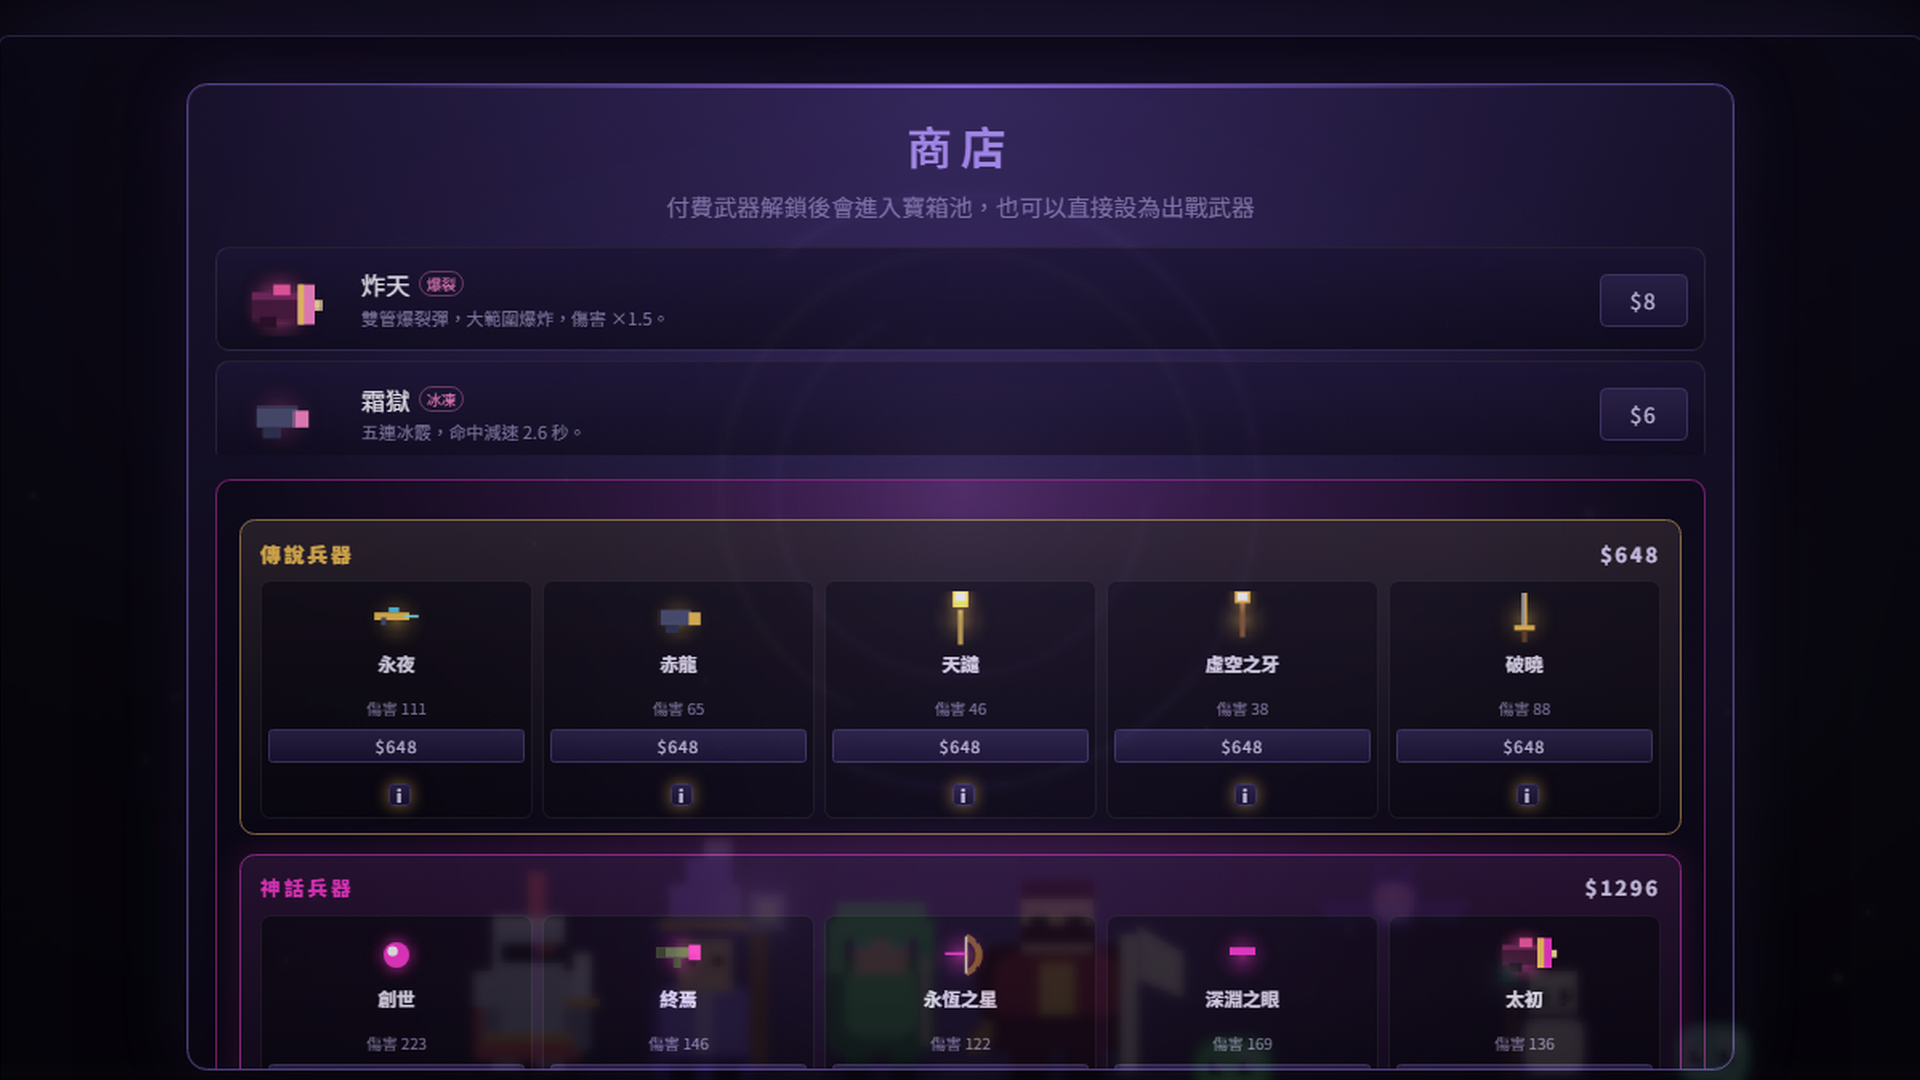 商店
付費武器解鎖後會進入寶箱池，也可以直接設為出戰武器
炸天 爆裂
雙管爆裂彈，大範圍爆炸，傷害 ×1.5。
$8
霜獄 冰凍
五連冰霰，命中減速 2.6 秒。
$6
傳說兵器 $648
永夜 赤龍 天譴 虛空之牙 破曉
傷害 111 傷害 65 傷害 46 傷害 38 傷害 88
$648 $648 $648 $648 $648
i i i i i
神話兵器 $1296
創世 終焉 永恆之星 深淵之眼 太初
傷害 223 傷害 146 傷害 122 傷害 169 傷害 136